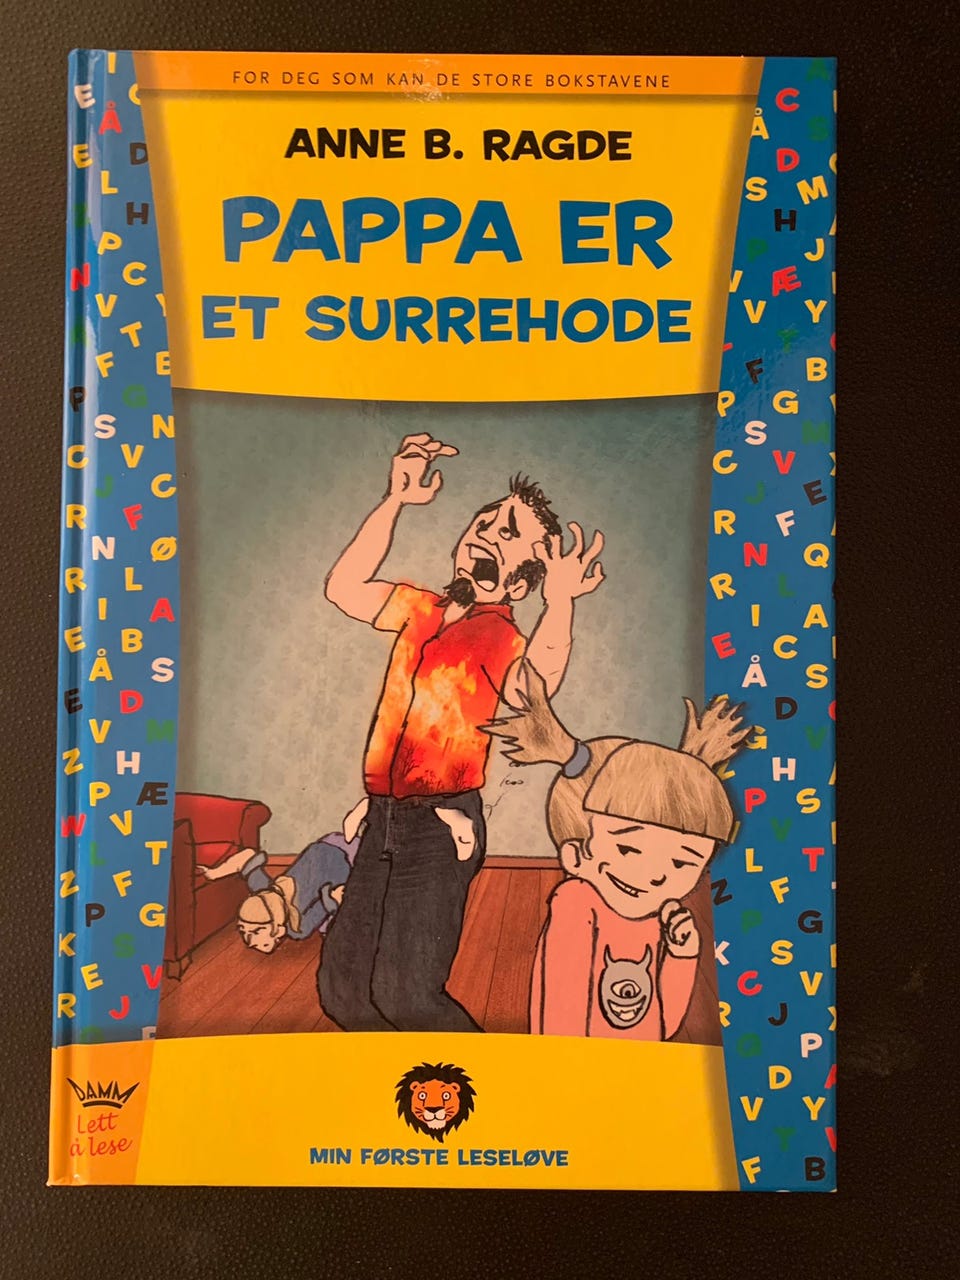 FOR DEG SOM KAN DE STORE BOKSTAVENE
ANNE B. RAGDE
PAPPA ER
ET SURREHODE
DAMM
Lett
å lese
MIN FØRSTE LESELØVE